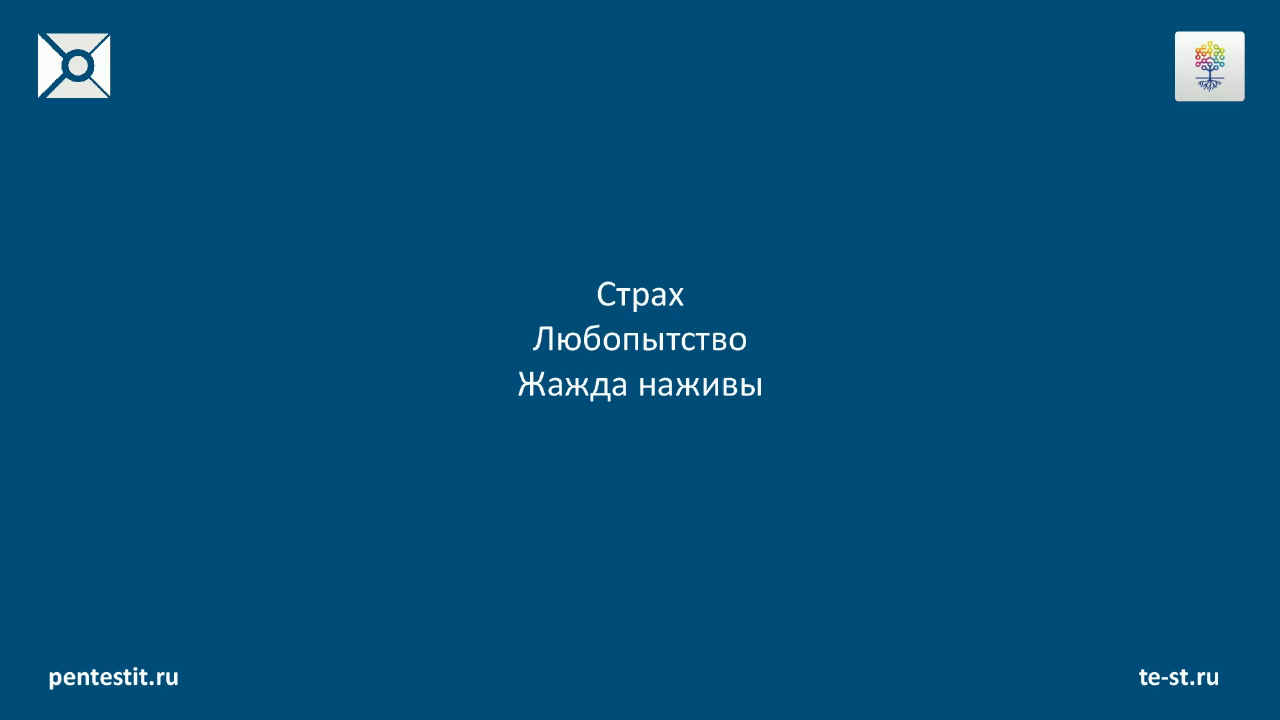 Страх
Любопытство
Жажда наживы
pentestit.ru
te-st.ru